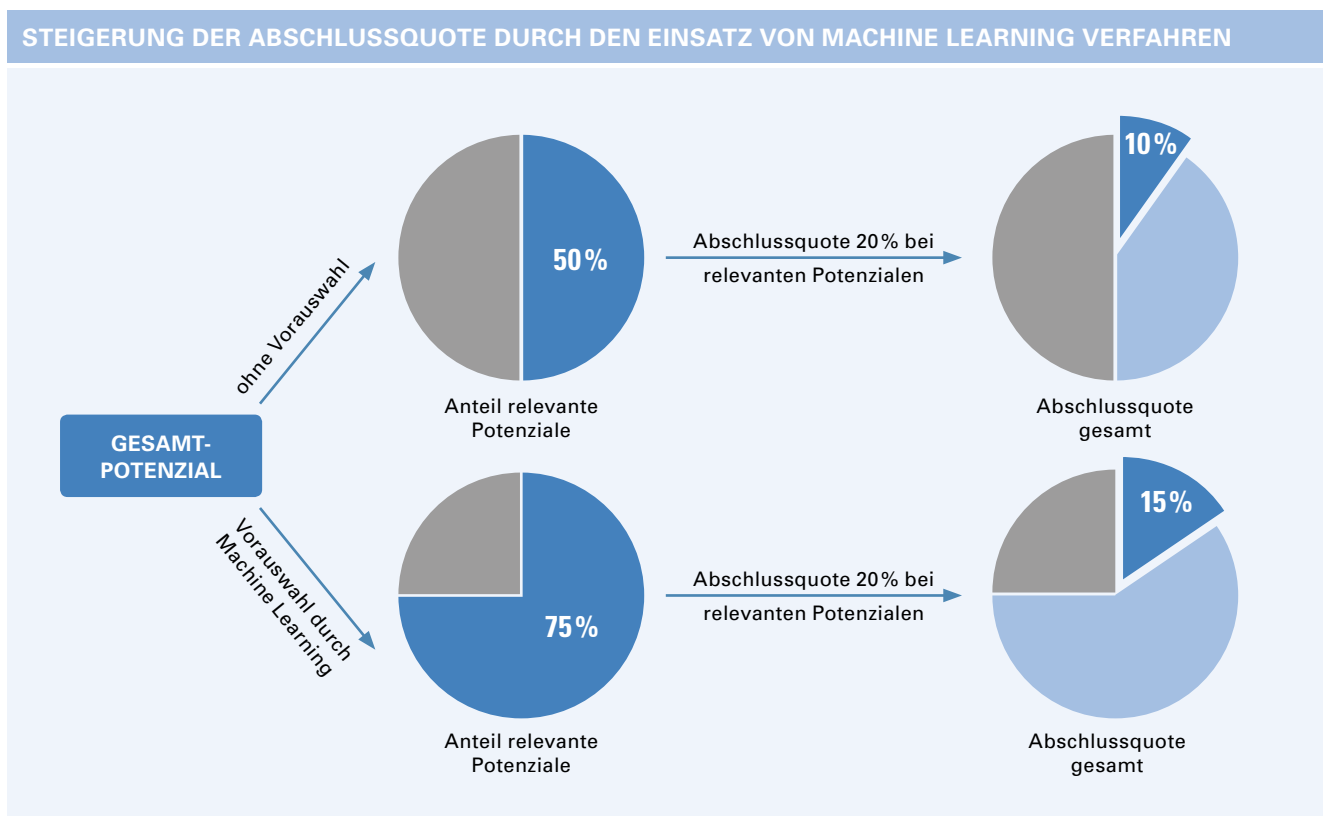 STEIGERUNG DER ABSCHLUSSQUOTE DURCH DEN EINSATZ VON MACHINE LEARNING VERFAHREN
GESAMT-
POTENZIAL
ohne Vorauswahl
50 %
Anteil relevante
Potenziale
Abschlussquote 20 % bei
relevanten Potenzialen
10 %
Abschlussquote
gesamt
Vorauswahl durch
Machine Learning
75 %
Anteil relevante
Potenziale
Abschlussquote 20 % bei
relevanten Potenzialen
15 %
Abschlussquote
gesamt